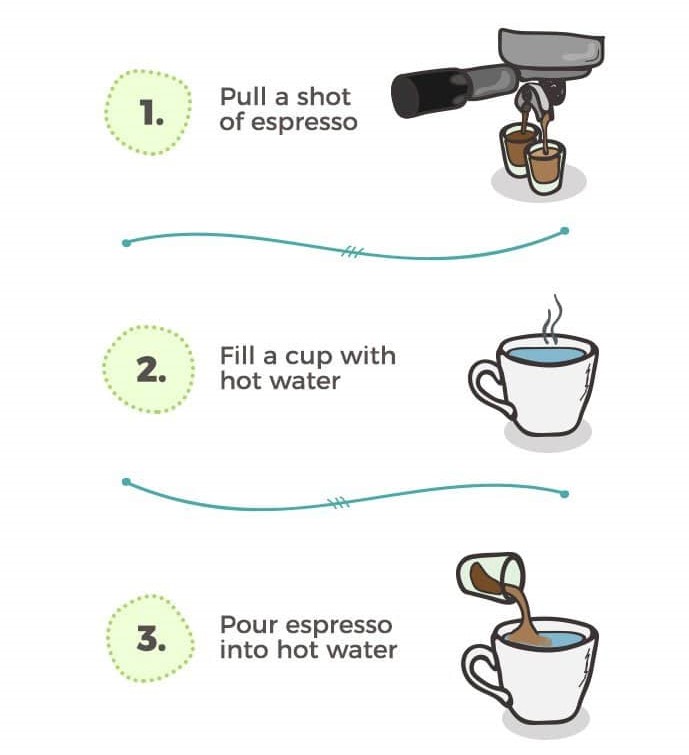 1.
Pull a shot
of espresso
2.
Fill a cup with
hot water
3.
Pour espresso
into hot water